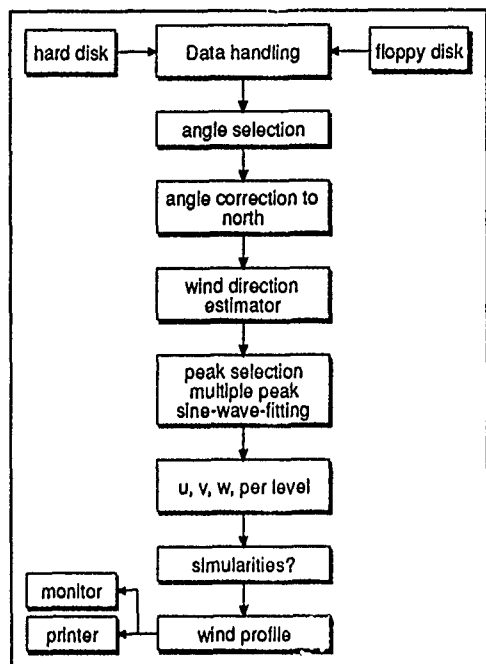 hard disk
Data handling
floppy disk
angle selection
angle correction to
north
wind direction
estimator
peak selection
multiple peak
sine-wave-fitting
u, v, w, per level
simularities?
monitor
printer
wind profile